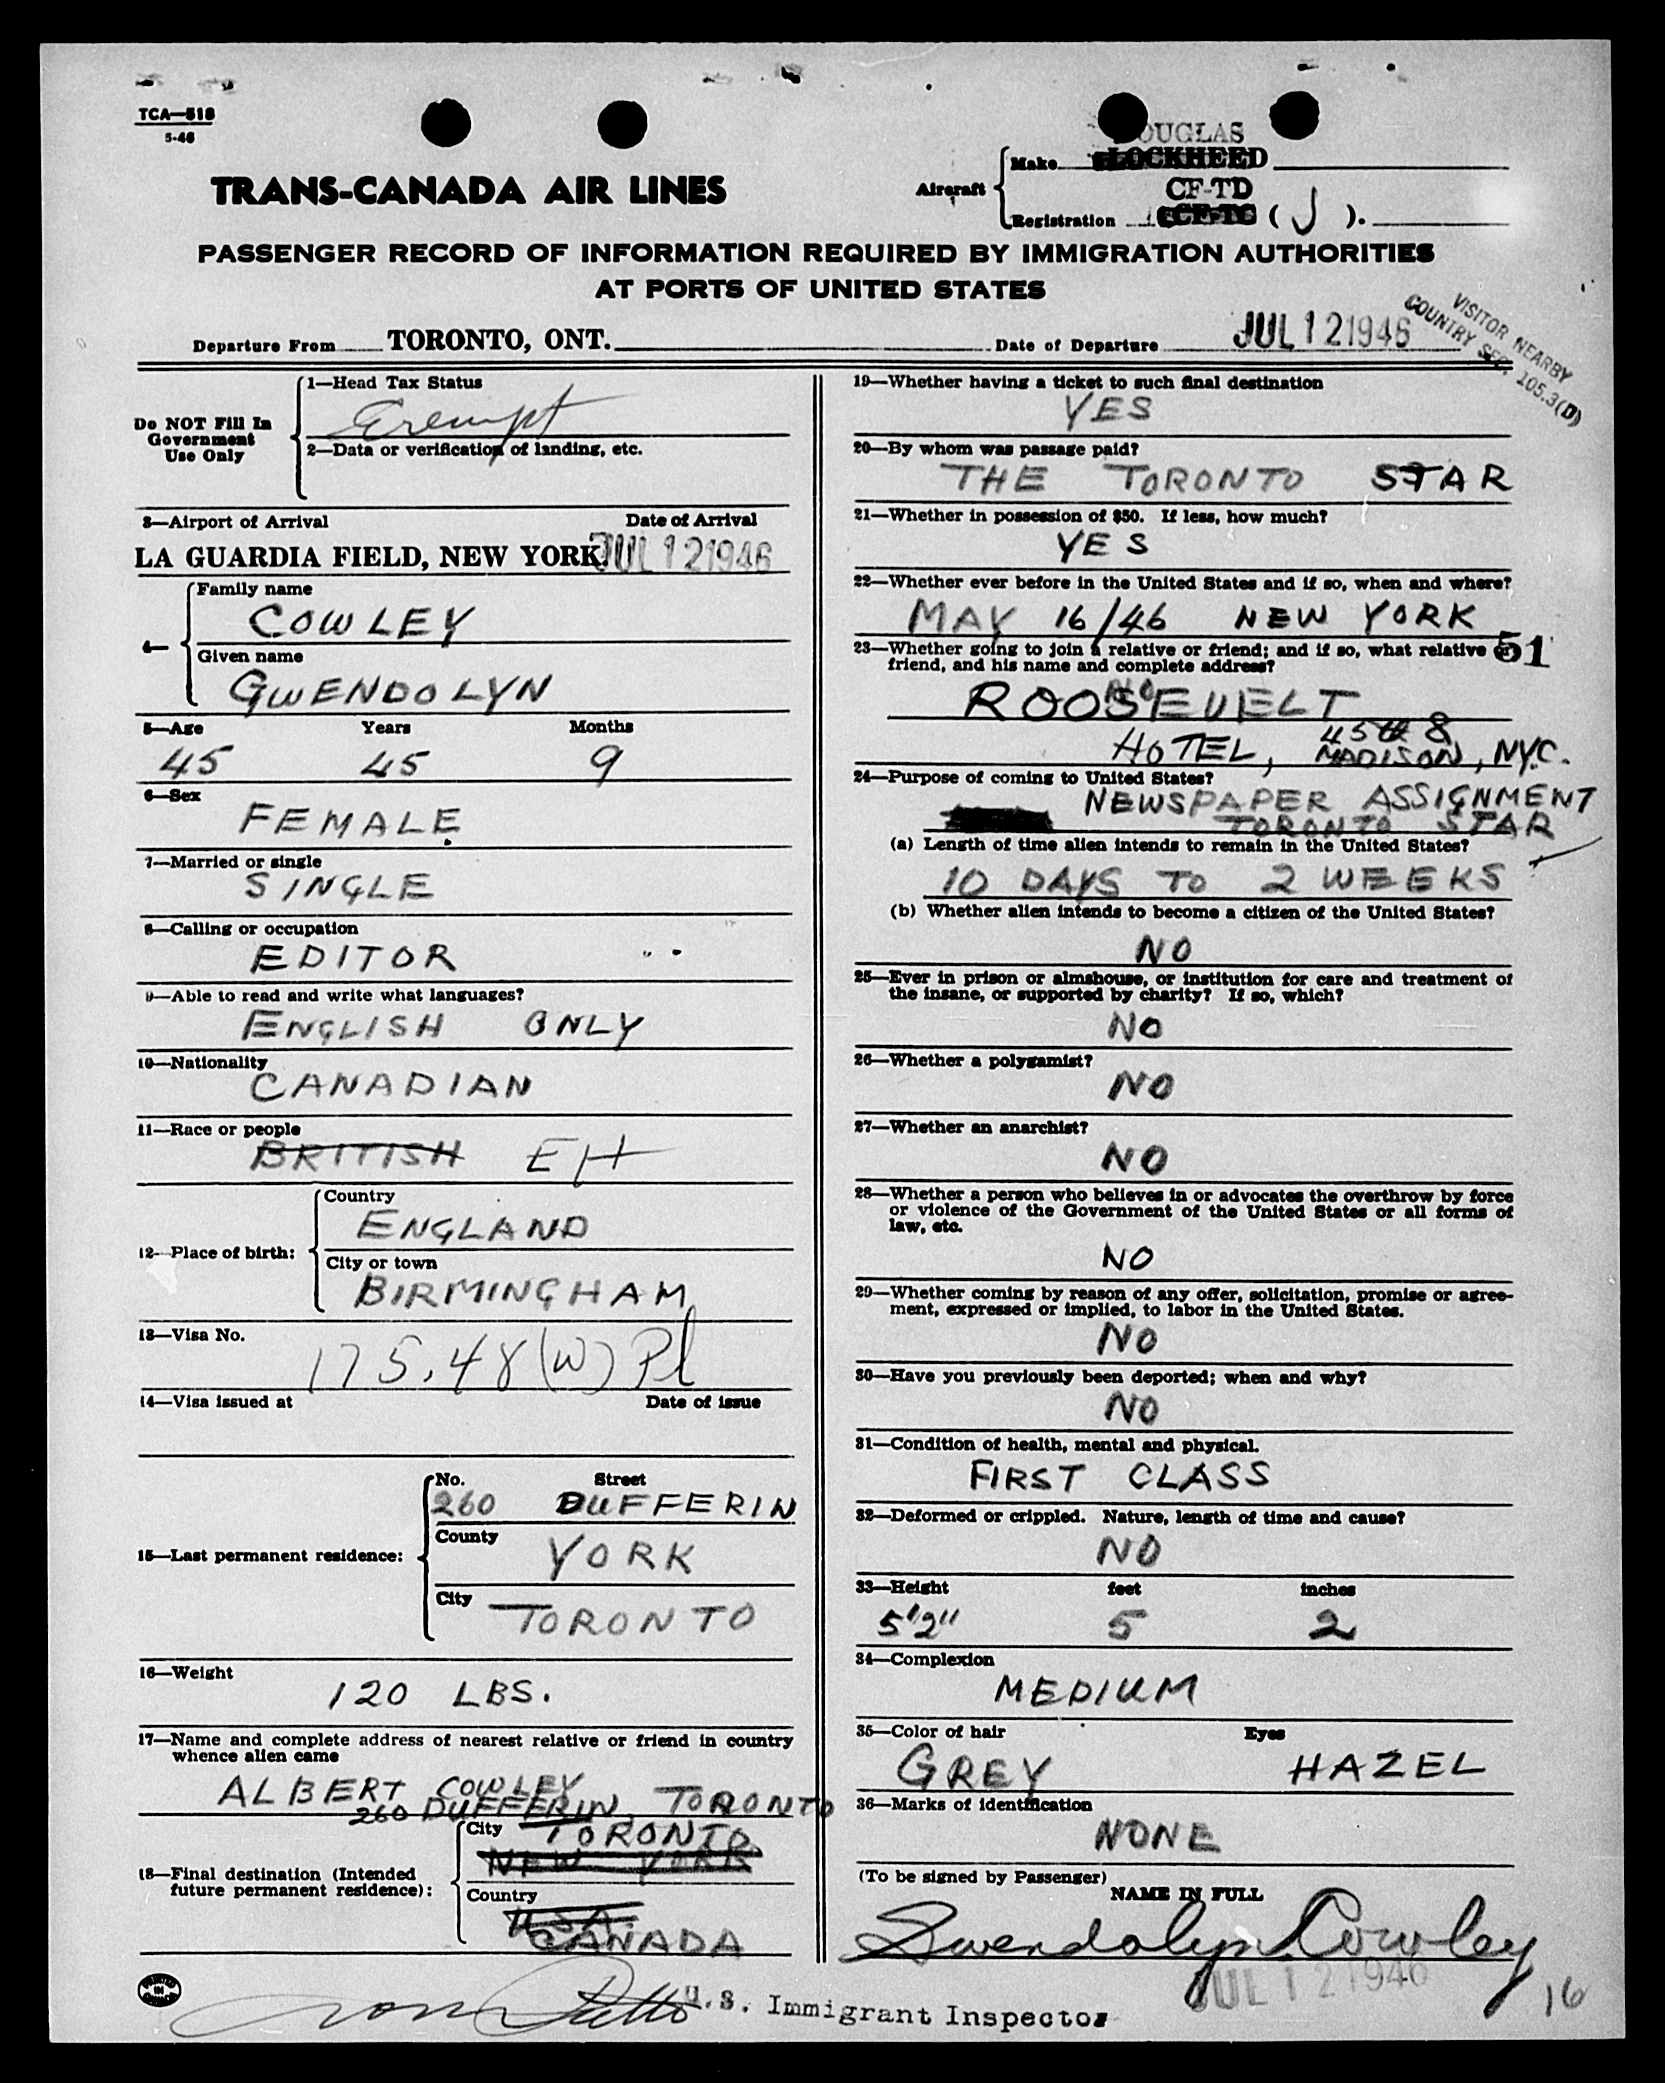 TCA—518
5-46
DOUGLAS
Make LOCKHEED
TRANS-CANADA AIR LINES
Aircraft
CF-TD
Registration CF-TC ( J ).
PASSENGER RECORD OF INFORMATION REQUIRED BY IMMIGRATION AUTHORITIES
AT PORTS OF UNITED STATES
VISITOR NEARBY
COUNTRY SEC. 105.3(D)
Departure From TORONTO, ONT. Date of Departure JUL 12 1946
Do NOT Fill In
Government
Use Only
1—Head Tax Status
Exempt
2—Data or verification of landing, etc.
3—Airport of Arrival Date of Arrival
LA GUARDIA FIELD, NEW YORK. JUL 12 1946
4—
Family name
COWLEY
Given name
GWENDOLYN
5—Age Years Months
45 45 9
6—Sex
FEMALE
7—Married or single
SINGLE
8—Calling or occupation
EDITOR
9—Able to read and write what languages?
ENGLISH ONLY
10—Nationality
CANADIAN
11—Race or people
BRITISH EH
12—Place of birth:
Country
ENGLAND
City or town
BIRMINGHAM
13—Visa No.
175.48(W) Pl
14—Visa issued at Date of issue
15—Last permanent residence:
No. Street
260 DUFFERIN
County
YORK
City
TORONTO
16—Weight
120 LBS.
17—Name and complete address of nearest relative or friend in country
whence alien came
ALBERT COWLEY
260 DUFFERIN, TORONTO
18—Final destination (Intended
future permanent residence):
City TORONTO
NEW YORK
Country
USA.
CANADA
19—Whether having a ticket to such final destination
YES
20—By whom was passage paid?
THE TORONTO STAR
21—Whether in possession of $50. If less, how much?
YES
22—Whether ever before in the United States and if so, when and where?
MAY 16/46 NEW YORK
23—Whether going to join a relative or friend; and if so, what relative or
friend, and his name and complete address?
51
NO
ROOSEVELT
HOTEL, 45th & MADISON, NYC.
24—Purpose of coming to United States?
NEWSPAPER ASSIGNMENT
TORONTO STAR
(a) Length of time alien intends to remain in the United States?
10 DAYS TO 2 WEEKS
(b) Whether alien intends to become a citizen of the United States?
NO
25—Ever in prison or almshouse, or institution for care and treatment of
the insane, or supported by charity? If so, which?
NO
26—Whether a polygamist?
NO
27—Whether an anarchist?
NO
28—Whether a person who believes in or advocates the overthrow by force
or violence of the Government of the United States or all forms of
law, etc.
NO
29—Whether coming by reason of any offer, solicitation, promise or agree-
ment, expressed or implied, to labor in the United States.
NO
30—Have you previously been deported; when and why?
NO
31—Condition of health, mental and physical.
FIRST CLASS
32—Deformed or crippled. Nature, length of time and cause?
NO
33—Height feet inches
5'2" 5 2
34—Complexion
MEDIUM
35—Color of hair Eyes
GREY HAZEL
36—Marks of identification
NONE
(To be signed by Passenger)
NAME IN FULL
Gwendolyn Cowley
JUL 12 1946
16
U.S. Immigrant Inspector